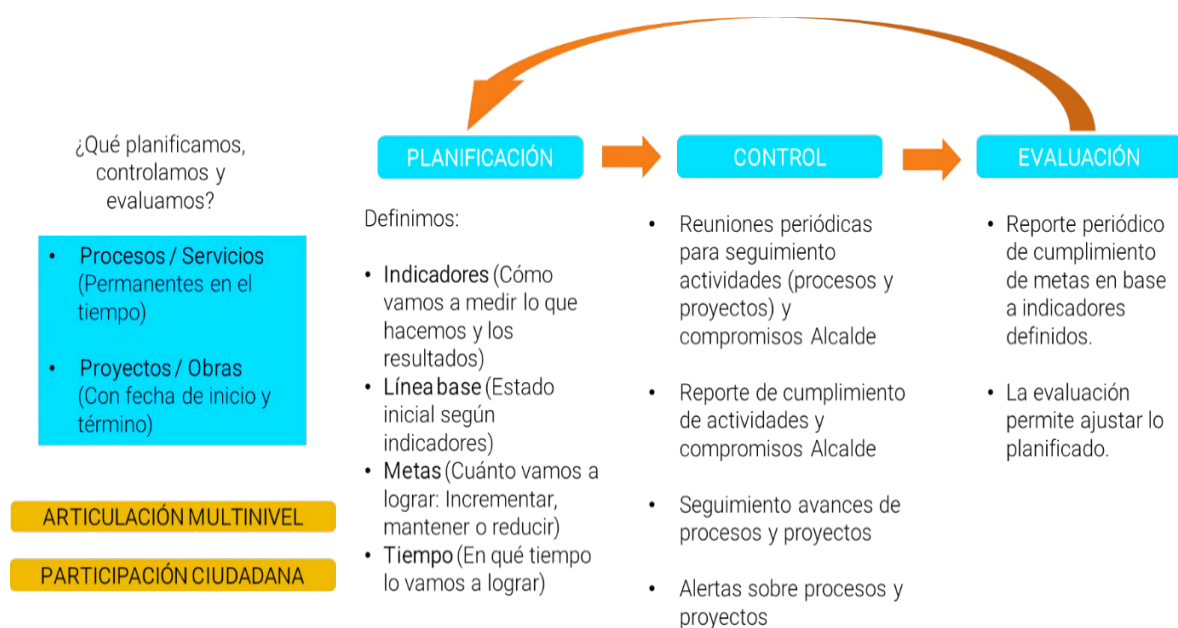 ¿Qué planificamos,
controlamos y
evaluamos?
• Procesos / Servicios
(Permanentes en el
tiempo)
• Proyectos / Obras
(Con fecha de inicio y
término)
ARTICULACIÓN MULTINIVEL
PARTICIPACIÓN CIUDADANA
PLANIFICACIÓN
Definimos:
• Indicadores (Cómo
vamos a medir lo que
hacemos y los
resultados)
• Línea base (Estado
inicial según
indicadores)
• Metas (Cuánto vamos a
lograr: Incrementar,
mantener o reducir)
• Tiempo (En qué tiempo
lo vamos a lograr)
CONTROL
• Reuniones periódicas
para seguimiento
actividades (procesos y
proyectos) y
compromisos Alcalde
• Reporte de cumplimiento
de actividades y
compromisos Alcalde
• Seguimiento avances de
procesos y proyectos
• Alertas sobre procesos y
proyectos
EVALUACIÓN
• Reporte periódico
de cumplimiento
de metas en base
a indicadores
definidos.
• La evaluación
permite ajustar lo
planificado.